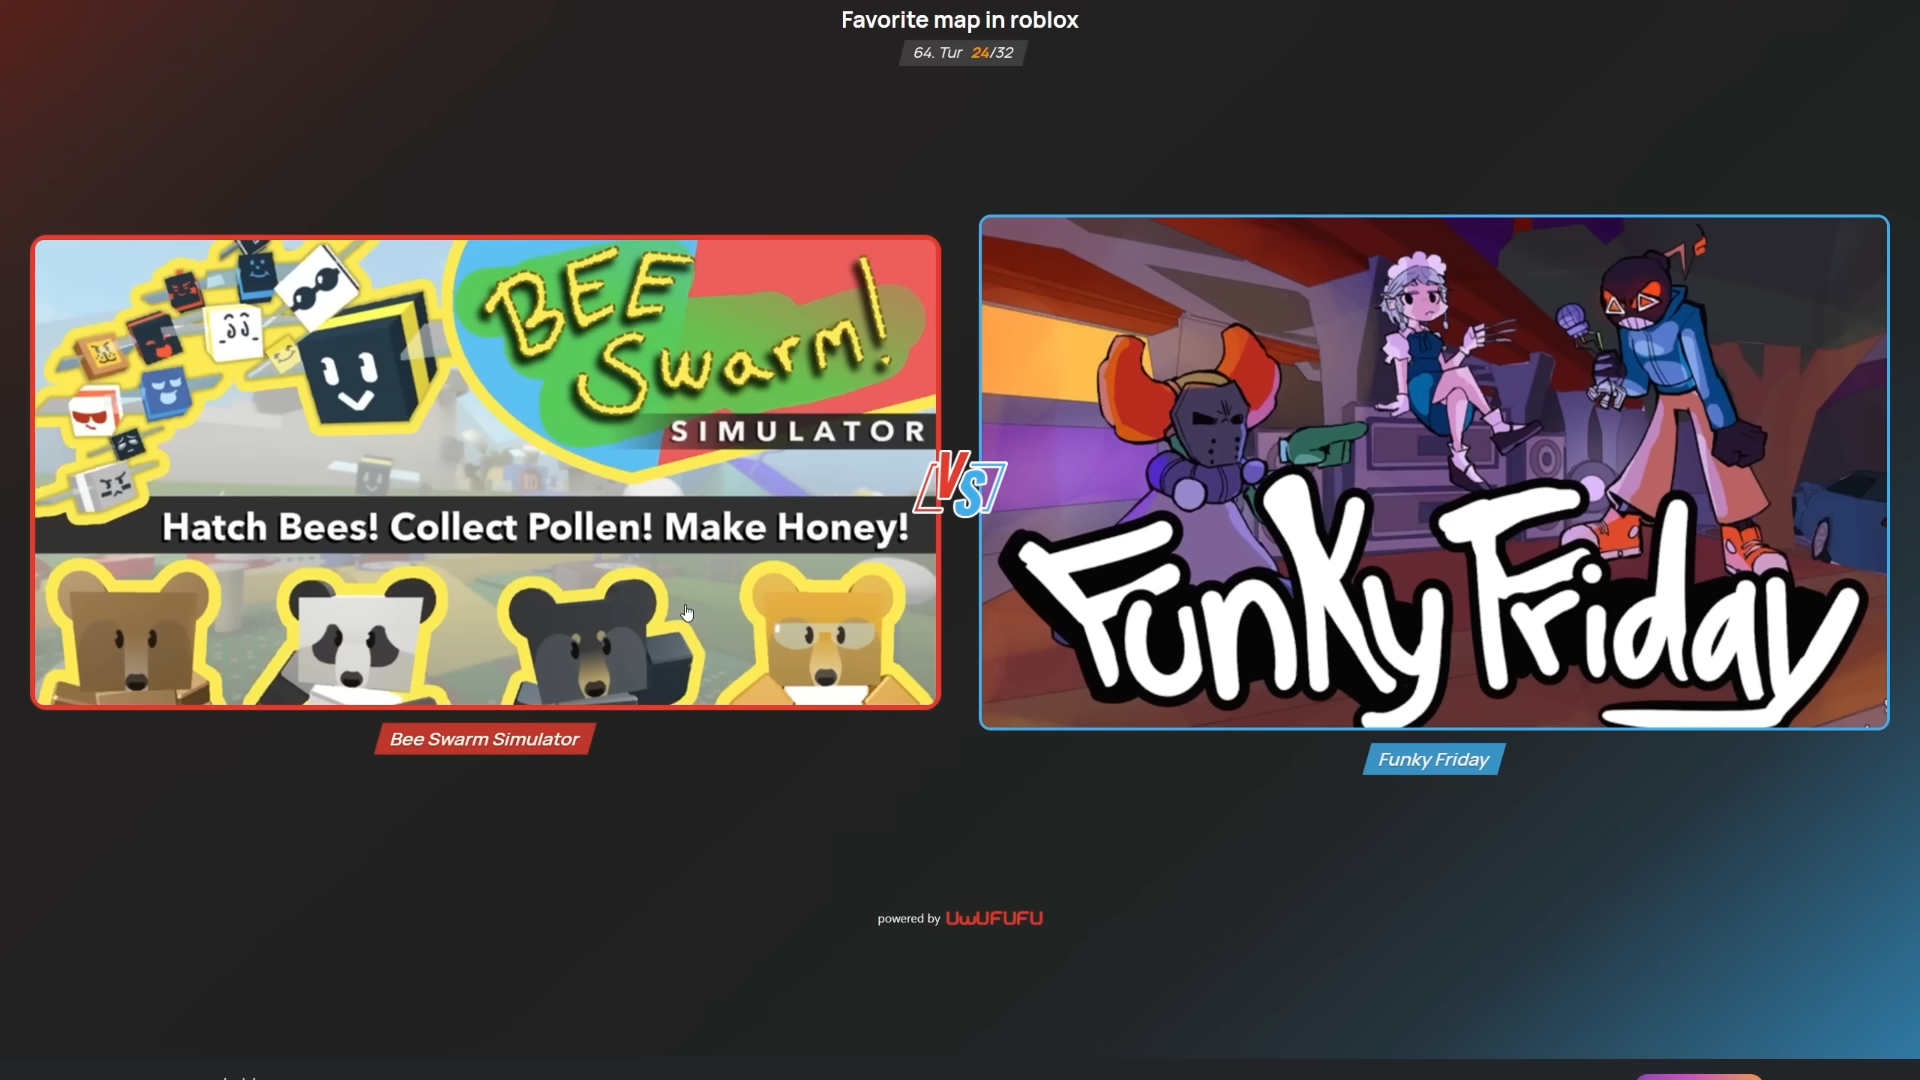 Favorite map in roblox
64. Tur 24/32
BEE
Swarm!
SIMULATOR
10
Hatch Bees! Collect Pollen! Make Honey!
VS
Funky Friday
Bee Swarm Simulator
Funky Friday
powered by UwUFUFU